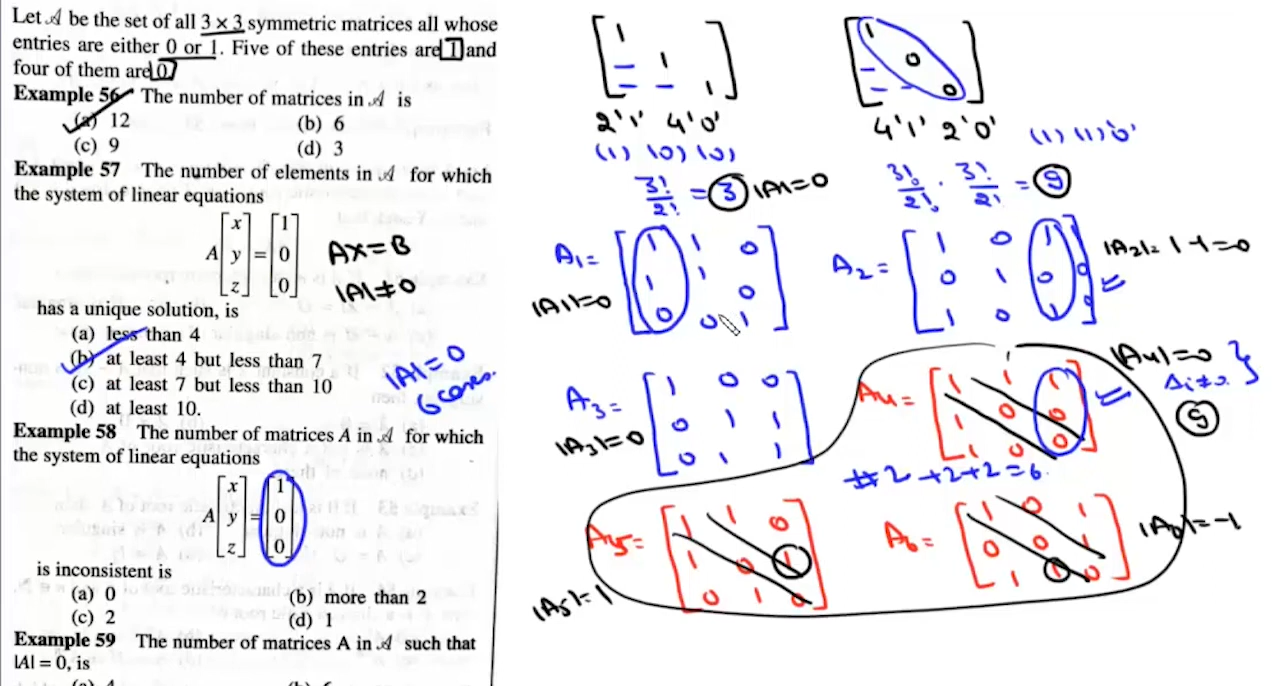 Let 𝒜 be the set of all 3 × 3 symmetric matrices all whose
entries are either 0 or 1. Five of these entries are 1 and
four of them are 0.
Example 56 The number of matrices in 𝒜 is
(a) 12 (b) 6
(c) 9 (d) 3
Example 57 The number of elements in 𝒜 for which
the system of linear equations
A [x y z] = [1 0 0]
AX=B
|A|≠0
has a unique solution, is
(a) less than 4
(b) at least 4 but less than 7
(c) at least 7 but less than 10
(d) at least 10.
|A|=0
6 cases.
Example 58 The number of matrices A in 𝒜 for which
the system of linear equations
A [x y z] = [1 0 0]
is inconsistent is
(a) 0 (b) more than 2
(c) 2 (d) 1
Example 59 The number of matrices A in 𝒜 such that
|A| = 0, is
1
– 1
– – 1
2'1' 4'0'
(1) (0) (0)
3!/2! = 3 |A|=0
1
– 0
– – 0
4'1' 2'0'
(1) (1) '0'
3!/2! · 3!/2! = 9
A1=
1 1 0
1 1 0
0 0 1
|A1|=0
A2=
1 0 1
0 1 0
1 0 1
|A2|= 1-1=0
A3=
1 0 0
0 1 1
0 1 1
|A3|=0
A4=
1 1 1
1 0 0
1 0 0
|A4|=0
Δi≠0
#2+2+2=6
A5=
1 1 0
1 0 1
0 1 0
|A5|=1
A6=
1 0 1
0 0 1
1 1 0
|A6|=-1